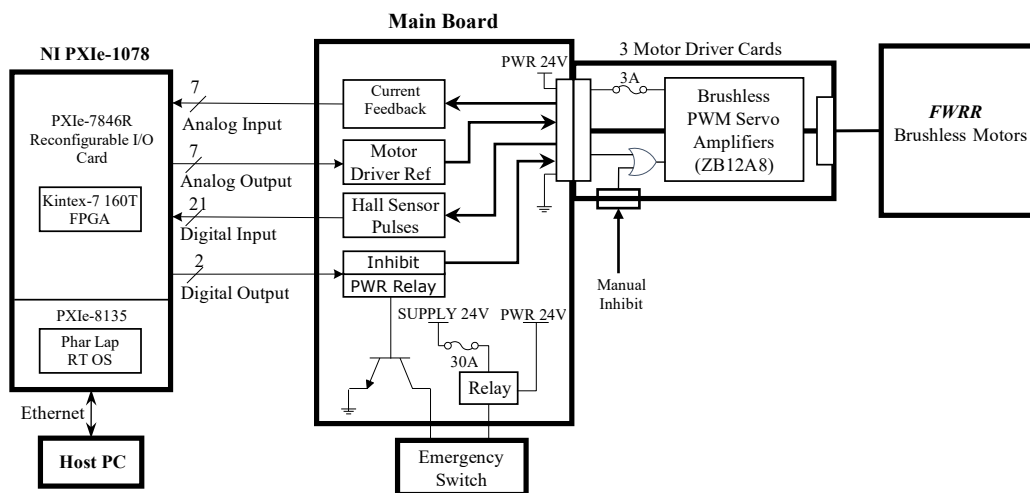 Main Board
NI PXIe-1078
PXIe-7846R
Reconfigurable I/O
Card
Kintex-7 160T
FPGA
PXIe-8135
Phar Lap
RT OS
Ethernet
Host PC
7
Analog Input
7
Analog Output
21
Digital Input
2
Digital Output
Current
Feedback
Motor
Driver Ref
Hall Sensor
Pulses
Inhibit
PWR Relay
PWR 24V
SUPPLY 24V
PWR 24V
30A
Relay
Emergency
Switch
3 Motor Driver Cards
3A
Brushless
PWM Servo
Amplifiers
(ZB12A8)
Manual
Inhibit
FWRR
Brushless Motors